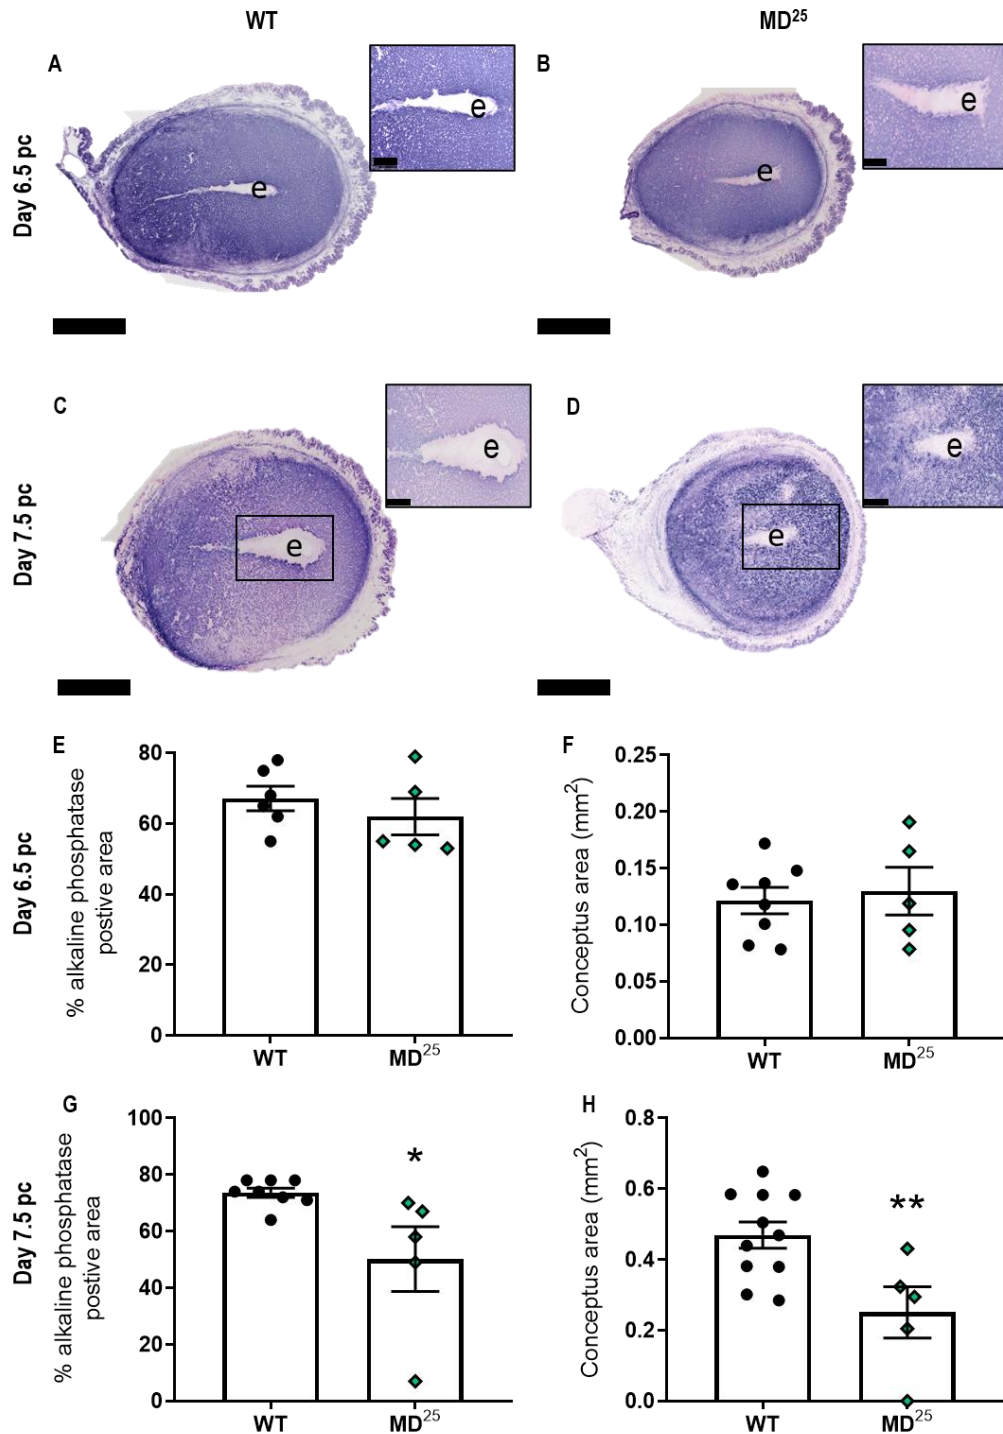 WT
MD²⁵
A
B
e
e
e
e
Day 6.5 pc
C
D
e
e
e
e
Day 7.5 pc
E
% alkaline phosphatase
postive area
80
60
40
20
0
WT
MD²⁵
Day 6.5 pc
F
Conceptus area (mm²)
0.25
0.20
0.15
0.10
0.05
0.00
WT
MD²⁵
G
% alkaline phosphatase
postive area
100
80
60
40
20
0
*
WT
MD²⁵
Day 7.5 pc
H
Conceptus area (mm²)
0.8
0.6
0.4
0.2
0.0
**
WT
MD²⁵